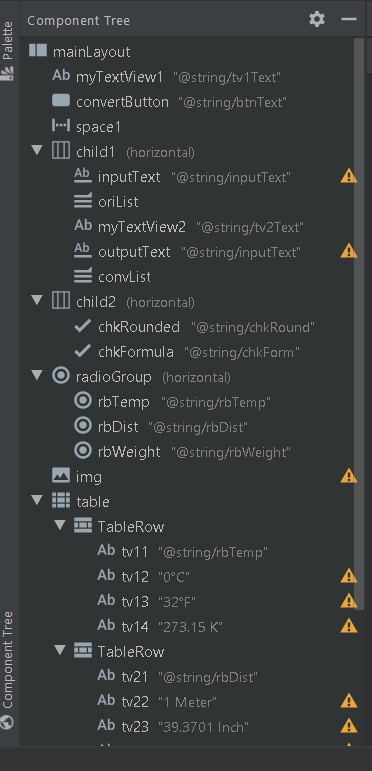 Component Tree
Palette
mainLayout
Ab myTextView1 "@string/tv1Text"
convertButton "@string/btnText"
space1
child1 (horizontal)
Ab inputText "@string/inputText"
oriList
Ab myTextView2 "@string/tv2Text"
Ab outputText "@string/inputText"
convList
child2 (horizontal)
chkRounded "@string/chkRound"
chkFormula "@string/chkForm"
radioGroup (horizontal)
rbTemp "@string/rbTemp"
rbDist "@string/rbDist"
rbWeight "@string/rbWeight"
img
table
TableRow
Ab tv11 "@string/rbTemp"
Ab tv12 "0°C"
Ab tv13 "32°F"
Ab tv14 "273.15 K"
TableRow
Ab tv21 "@string/rbDist"
Ab tv22 "1 Meter"
Ab tv23 "39.3701 Inch"
Component Tree